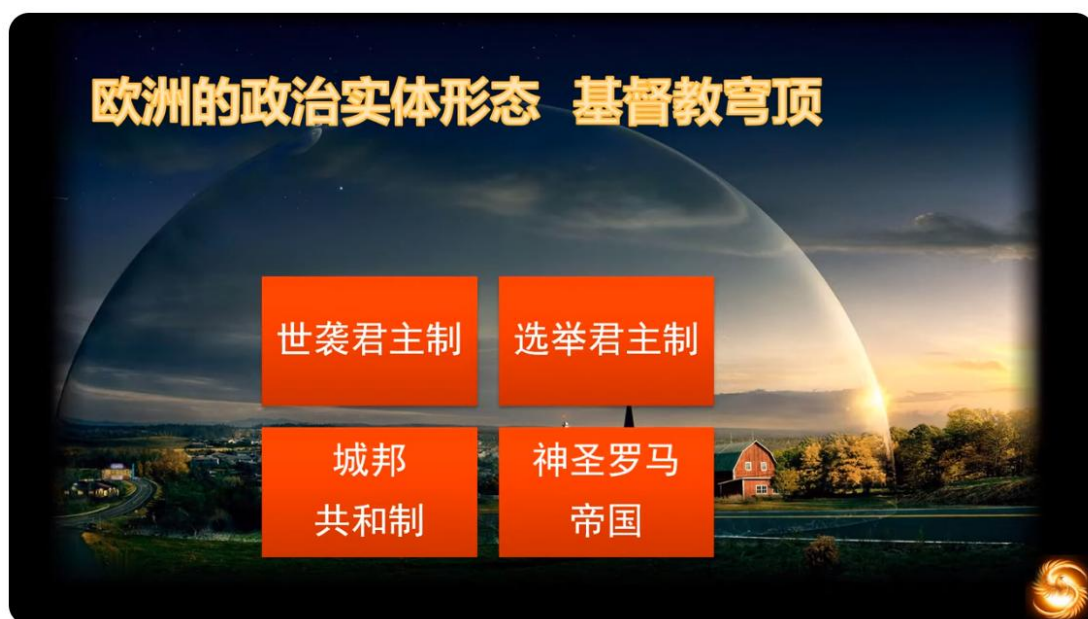 欧洲的政治实体形态 基督教穹顶
世袭君主制
选举君主制
城邦
共和制
神圣罗马
帝国